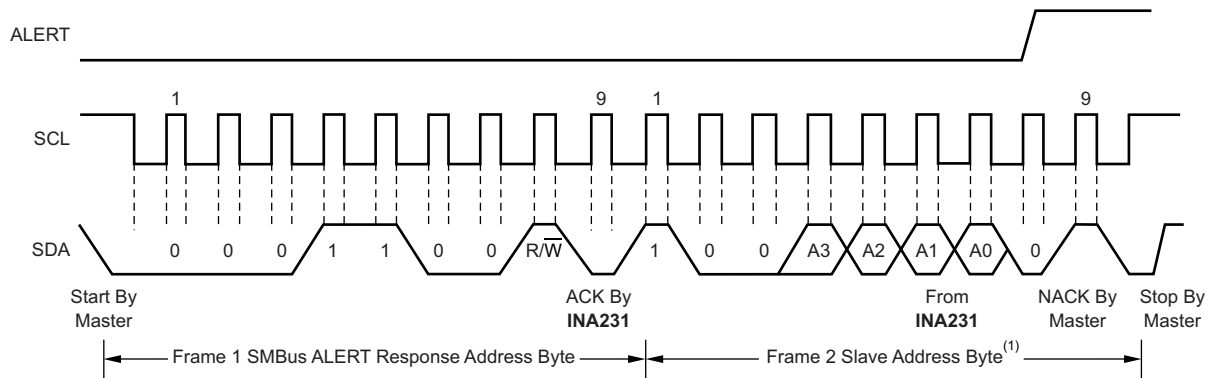 ALERT
1 9 1 9
SCL
SDA 0 0 0 1 1 0 0 R/W 1 0 0 A3 A2 A1 A0 0
Start By Master
ACK By INA231
From INA231
NACK By Master
Stop By Master
Frame 1 SMBus ALERT Response Address Byte
Frame 2 Slave Address Byte(1)